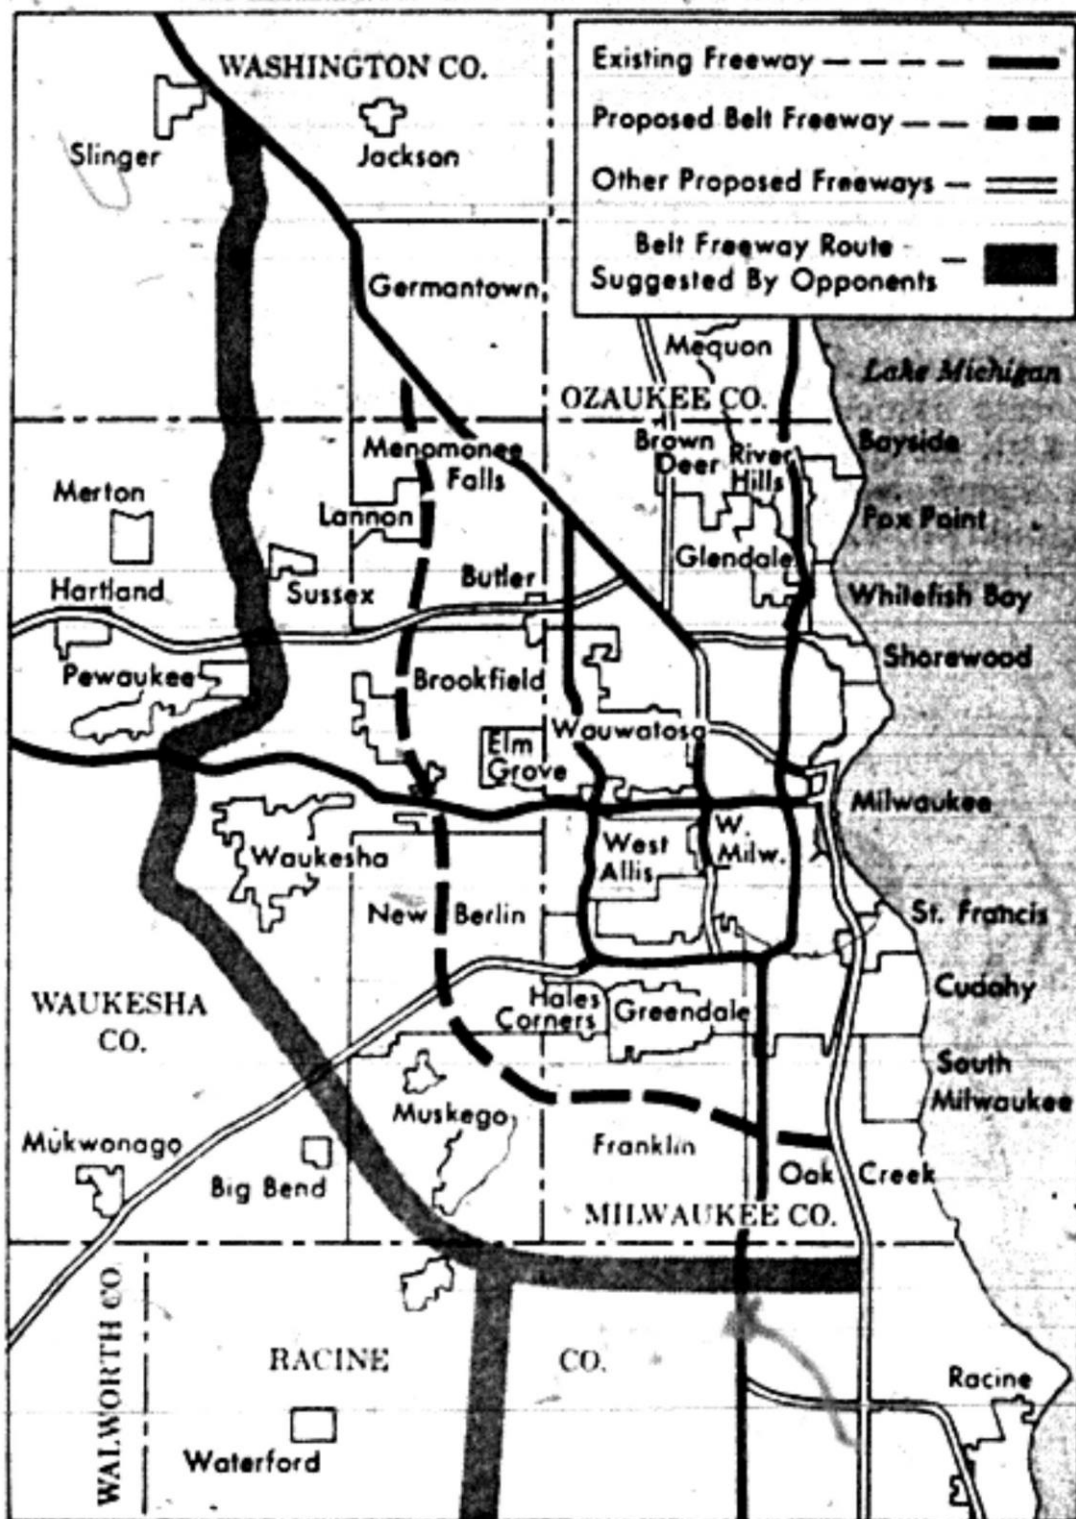 WASHINGTON CO.
Existing Freeway
Proposed Belt Freeway
Other Proposed Freeways
Belt Freeway Route
Suggested By Opponents
Slinger
Jackson
Germantown
Mequon
Lake Michigan
OZAUKEE CO.
Menomonee
Falls
Brown
Deer
River
Hills
Bayside
Merton
Lannon
Fox Point
Glendale
Hartland
Sussex
Butler
Whitefish Bay
Pewaukee
Brookfield
Shorewood
Wauwatosa
Elm
Grove
Milwaukee
Waukesha
West
Allis
W.
Milw.
New Berlin
St. Francis
WAUKESHA
CO.
Hales
Corners
Greendale
Cudahy
South
Milwaukee
Muskego
Mukwonago
Big Bend
Franklin
Oak Creek
MILWAUKEE CO.
WALWORTH CO.
RACINE CO.
Racine
Waterford